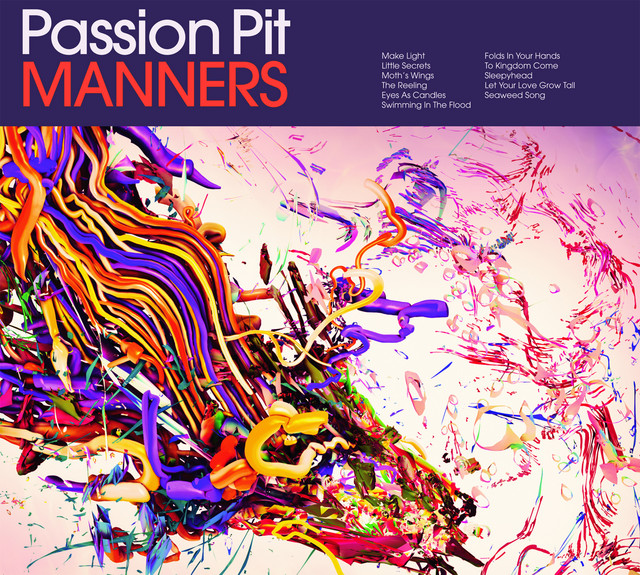 Passion Pit
MANNERS
Make Light
Little Secrets
Moth's Wings
The Reeling
Eyes As Candles
Swimming In The Flood
Folds In Your Hands
To Kingdom Come
Sleepyhead
Let Your Love Grow Tall
Seaweed Song